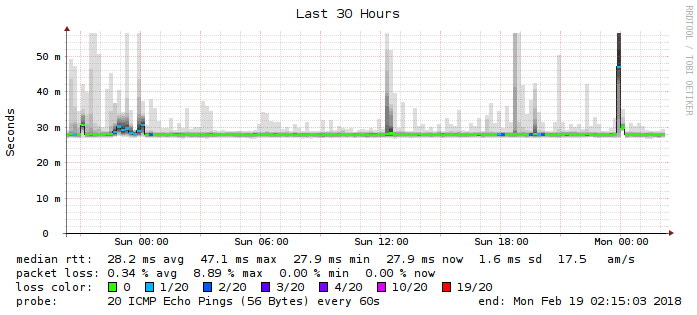 Last 30 Hours
RRDTOOL / TOBI OETIKER
Seconds
50 m
40 m
30 m
20 m
10 m
0
Sun 00:00 Sun 06:00 Sun 12:00 Sun 18:00 Mon 00:00
median rtt: 28.2 ms avg 47.1 ms max 27.9 ms min 27.9 ms now 1.6 ms sd 17.5 am/s
packet loss: 0.34 % avg 8.89 % max 0.00 % min 0.00 % now
loss color: 0 1/20 2/20 3/20 4/20 10/20 19/20
probe: 20 ICMP Echo Pings (56 Bytes) every 60s end: Mon Feb 19 02:15:03 2018